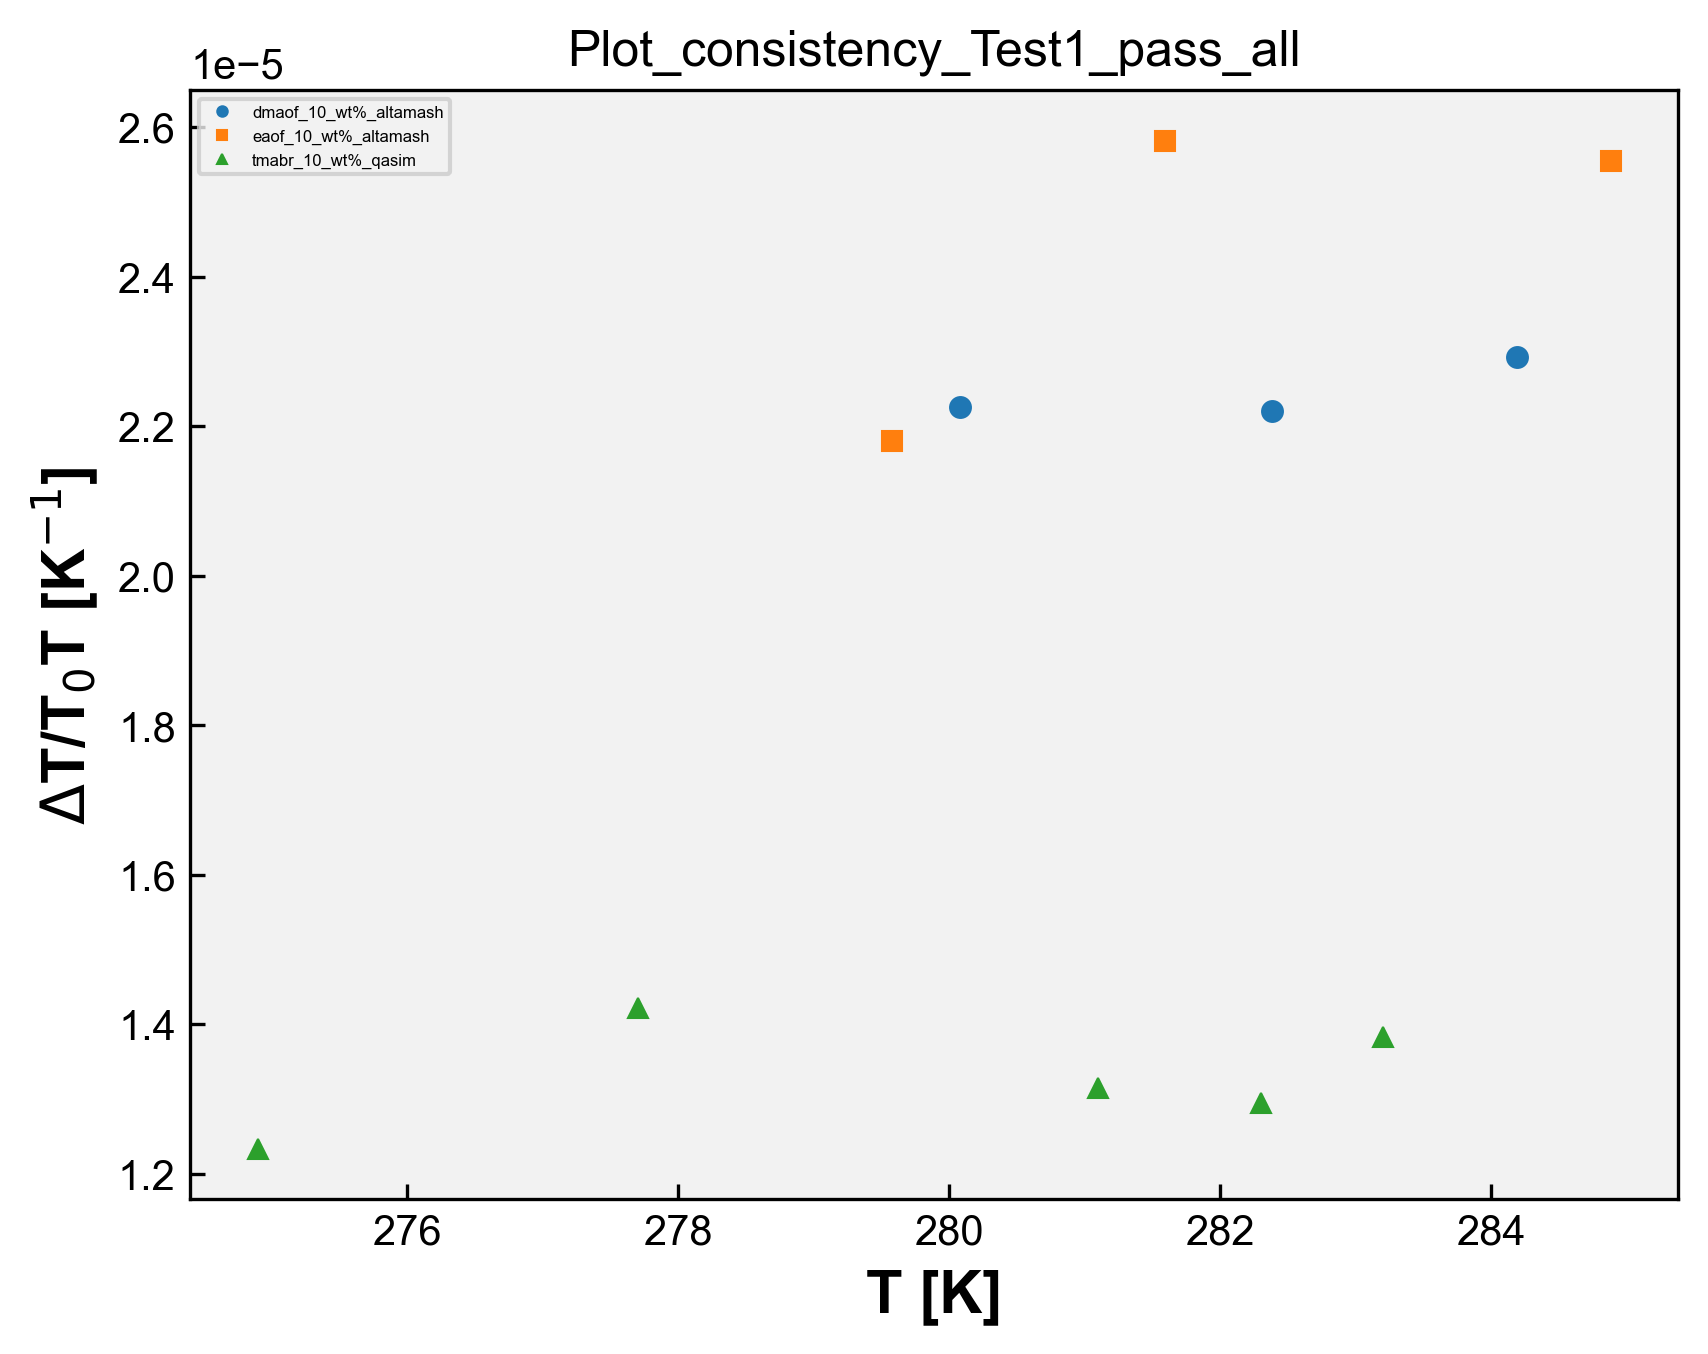 Plot_consistency_Test1_pass_all
1e−5
dmaof_10_wt%_altamash
eaof_10_wt%_altamash
tmabr_10_wt%_qasim
2.6
2.4
2.2
2.0
1.8
1.6
1.4
1.2
ΔT/T₀T [K⁻¹]
276 278 280 282 284
T [K]